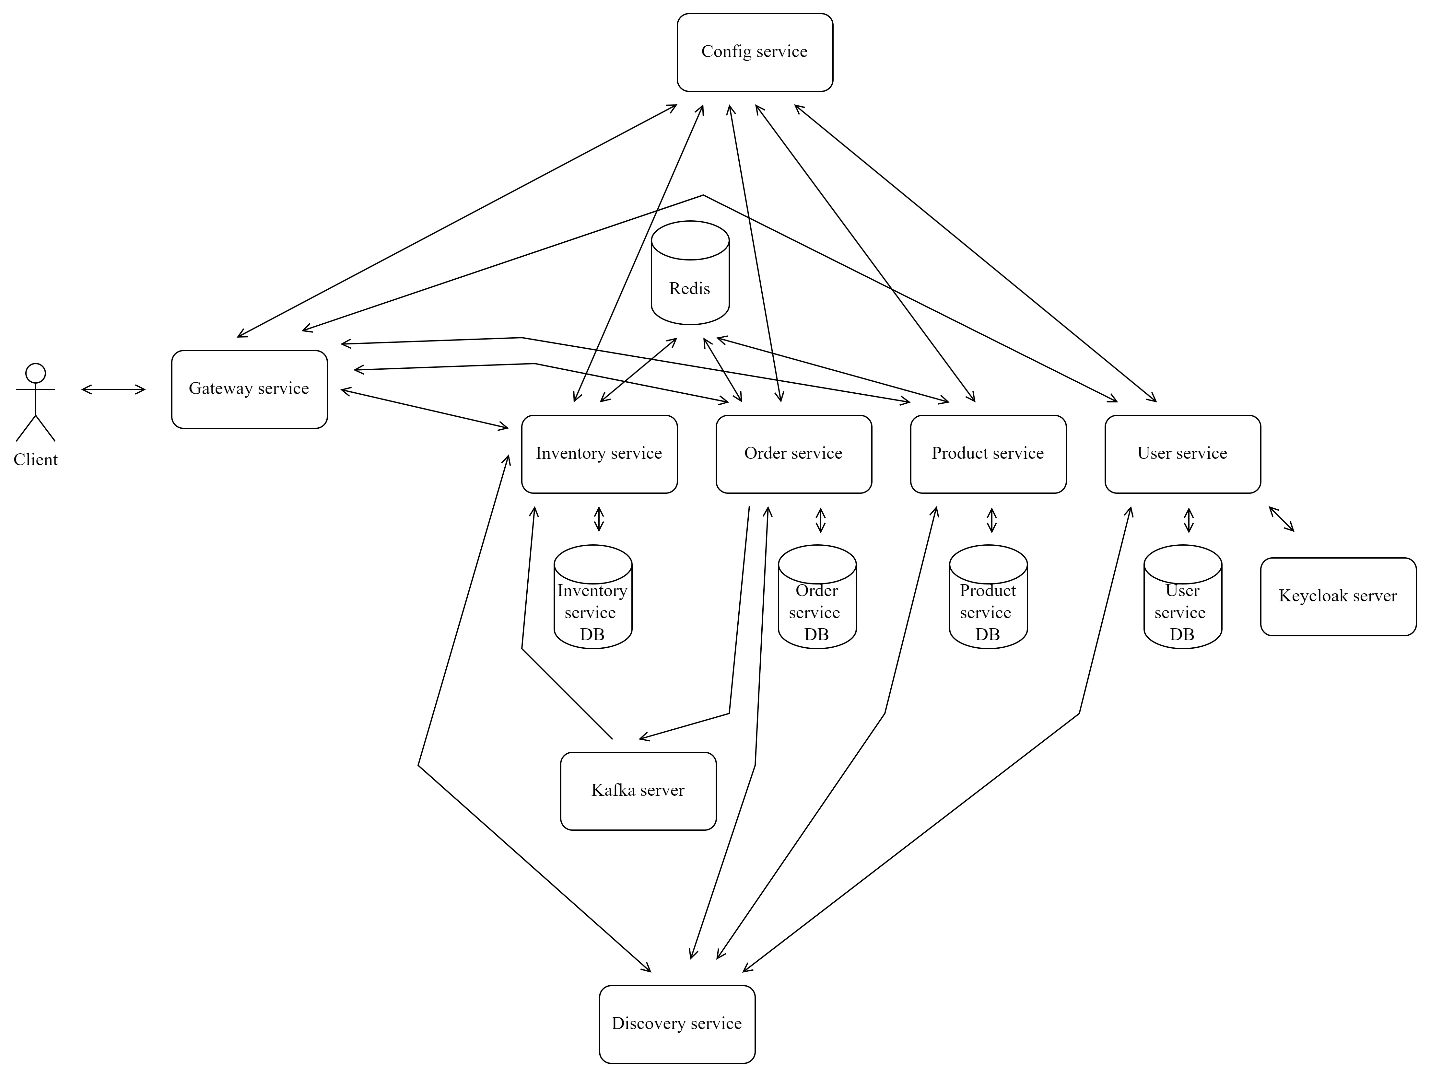 Config service
Redis
Gateway service
Client
Inventory service
Order service
Product service
User service
Inventory
service
DB
Order
service
DB
Product
service
DB
User
service
DB
Keycloak server
Kafka server
Discovery service